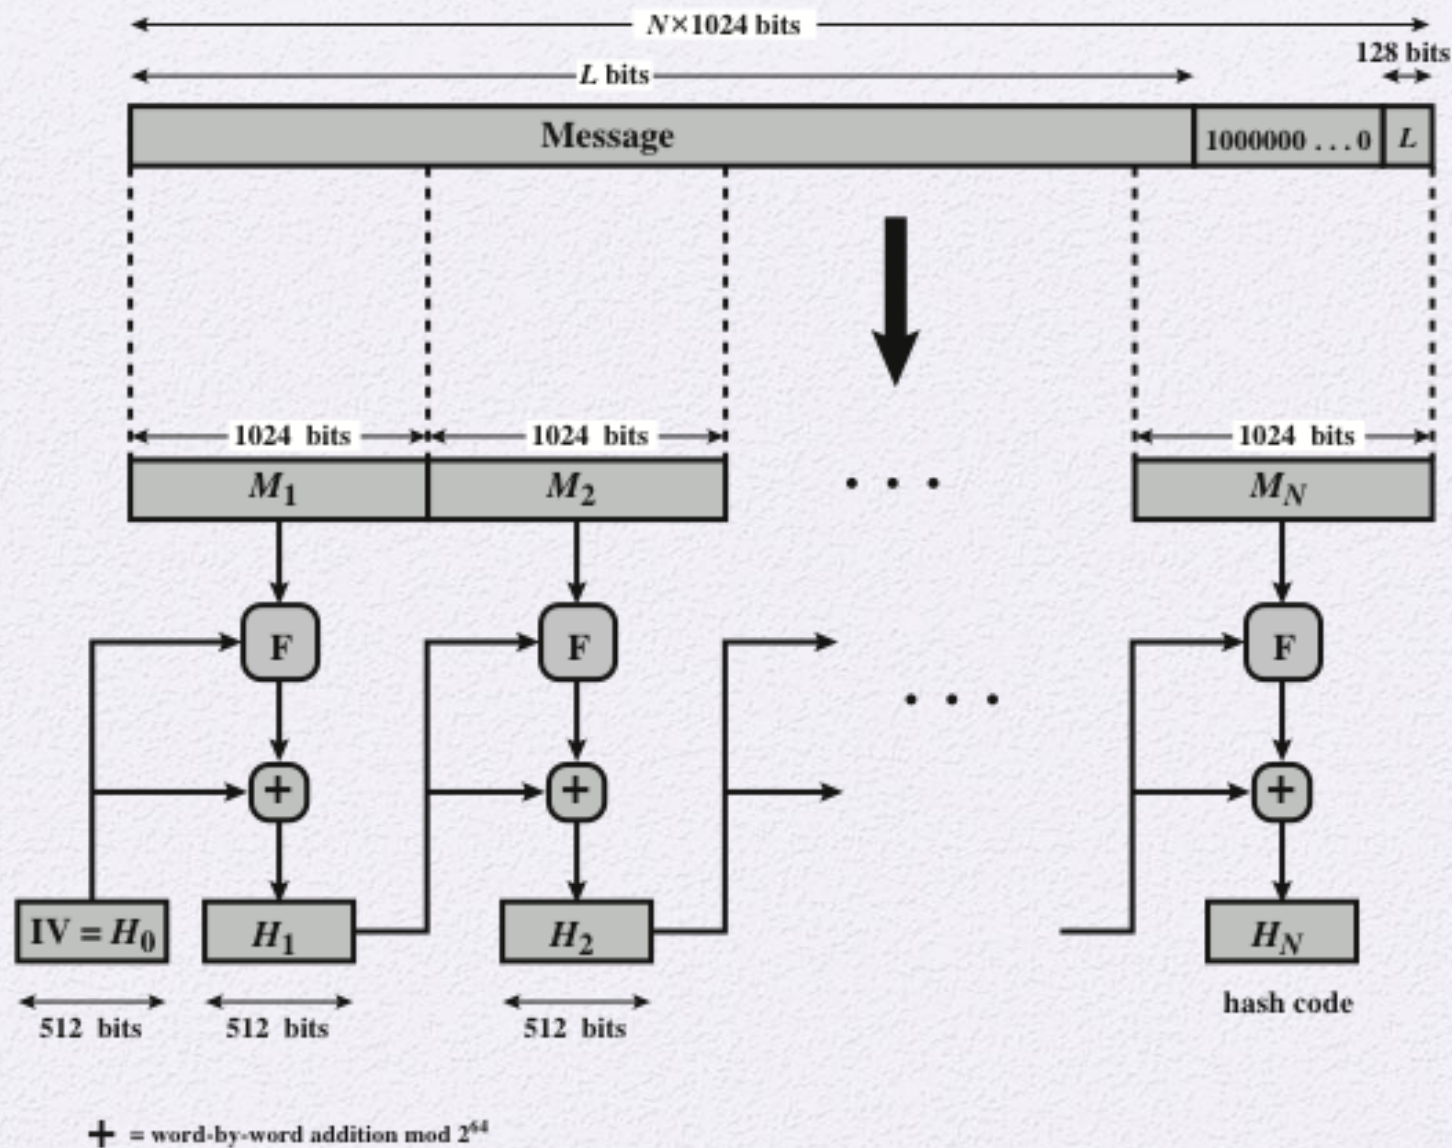 N×1024 bits
128 bits
L bits
Message
1000000 . . . 0
L
1024 bits
1024 bits
1024 bits
M1
M2
. . .
MN
F
F
F
. . .
+
+
+
IV = H0
H1
H2
HN
512 bits
512 bits
512 bits
hash code
+ = word-by-word addition mod 2^64